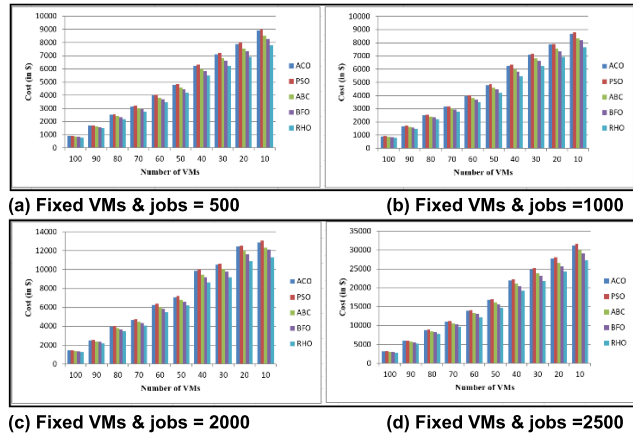 10000
9000
8000
7000
6000
5000
4000
3000
2000
1000
0
Cost (in $)
100 90 80 70 60 50 40 30 20 10
Number of VMs
ACO
PSO
ABC
BFO
RHO
(a) Fixed VMs & jobs = 500
10000
9000
8000
7000
6000
5000
4000
3000
2000
1000
0
Cost (in $)
100 90 80 70 60 50 40 30 20 10
Number of VMs
ACO
PSO
ABC
BFO
RHO
(b) Fixed VMs & jobs =1000
14000
12000
10000
8000
6000
4000
2000
0
Cost (in $)
100 90 80 70 60 50 40 30 20 10
Number of VMs
ACO
PSO
ABC
BFO
RHO
(c) Fixed VMs & jobs = 2000
35000
30000
25000
20000
15000
10000
5000
0
Cost (in $)
100 90 80 70 60 50 40 30 20 10
Number of VMs
ACO
PSO
ABC
BFO
RHO
(d) Fixed VMs & jobs =2500